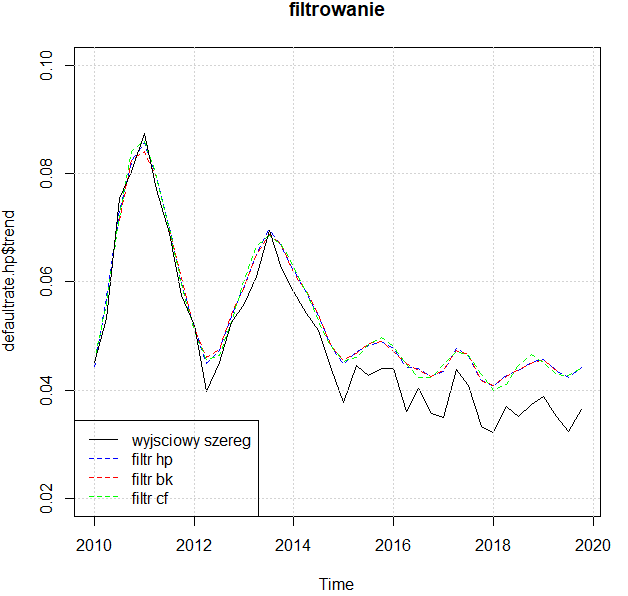 filtrowanie
defaultrate.hp$trend
0.10
0.08
0.06
0.04
0.02
wyjsciowy szereg
filtr hp
filtr bk
filtr cf
2010 2012 2014 2016 2018 2020
Time